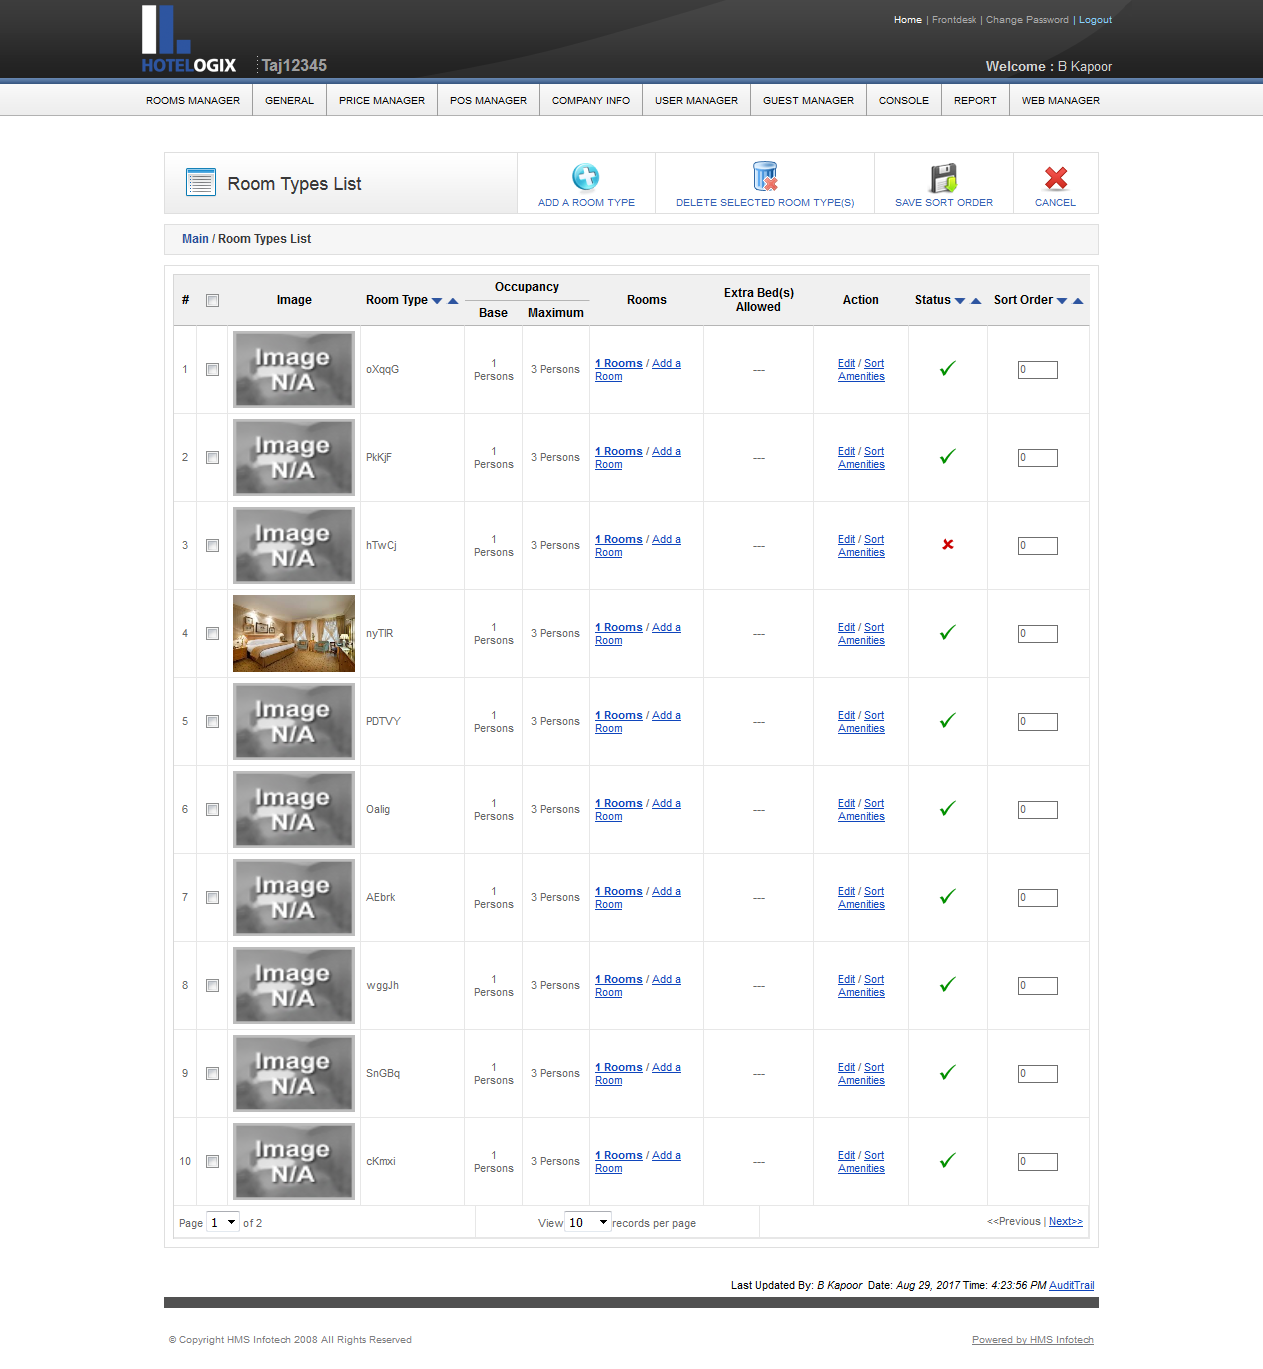 Home | Frontdesk | Change Password | Logout
HOTELOGIX Taj12345
Welcome : B Kapoor
ROOMS MANAGER GENERAL PRICE MANAGER POS MANAGER COMPANY INFO USER MANAGER GUEST MANAGER CONSOLE REPORT WEB MANAGER
Room Types List
ADD A ROOM TYPE DELETE SELECTED ROOM TYPE(S) SAVE SORT ORDER CANCEL
Main / Room Types List
# Image Room Type Occupancy Rooms Extra Bed(s) Allowed Action Status Sort Order
Base Maximum
1 Image N/A oXqqG 1 Persons 3 Persons 1 Rooms / Add a Room --- Edit / Sort Amenities 0
2 Image N/A PkKjF 1 Persons 3 Persons 1 Rooms / Add a Room --- Edit / Sort Amenities 0
3 Image N/A hTwCj 1 Persons 3 Persons 1 Rooms / Add a Room --- Edit / Sort Amenities 0
4 nyTIR 1 Persons 3 Persons 1 Rooms / Add a Room --- Edit / Sort Amenities 0
5 Image N/A PDTVY 1 Persons 3 Persons 1 Rooms / Add a Room --- Edit / Sort Amenities 0
6 Image N/A Oalig 1 Persons 3 Persons 1 Rooms / Add a Room --- Edit / Sort Amenities 0
7 Image N/A AEbrk 1 Persons 3 Persons 1 Rooms / Add a Room --- Edit / Sort Amenities 0
8 Image N/A wggJh 1 Persons 3 Persons 1 Rooms / Add a Room --- Edit / Sort Amenities 0
9 Image N/A SnGBq 1 Persons 3 Persons 1 Rooms / Add a Room --- Edit / Sort Amenities 0
10 Image N/A cKmxi 1 Persons 3 Persons 1 Rooms / Add a Room --- Edit / Sort Amenities 0
Page 1 of 2 View 10 records per page <<Previous | Next>>
Last Updated By: B Kapoor Date: Aug 29, 2017 Time: 4:23:56 PM AuditTrail
© Copyright HMS Infotech 2008 All Rights Reserved Powered by HMS Infotech